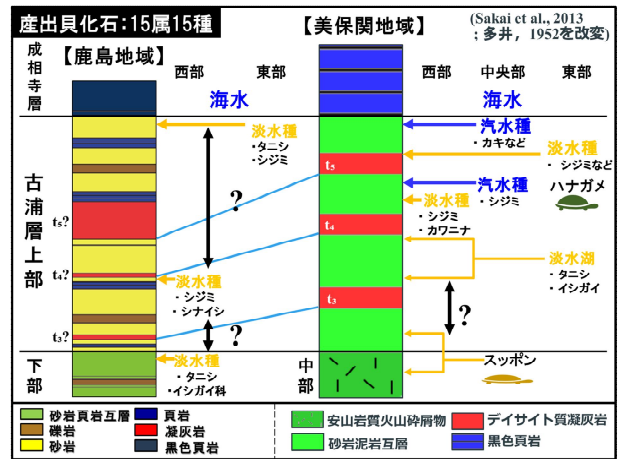 産出貝化石：15属15種
【鹿島地域】
【美保関地域】
(Sakai et al., 2013
；多井，1952を改変)
成相寺層
西部
東部
海水
西部
中央部
東部
海水
古浦層上部
淡水種
・タニシ
・シジミ
?
t₅?
t₄?
淡水種
・シジミ
・シナイシ
t₃?
?
下部
淡水種
・タニシ
・イシガイ科
t₅
t₄
t₃
中部
汽水種
・カキなど
淡水種
・シジミなど
汽水種
・シジミ
ハナガメ
淡水種
・シジミ
・カワニナ
淡水湖
・タニシ
・イシガイ
?
スッポン
砂岩頁岩互層
頁岩
礫岩
凝灰岩
砂岩
黒色頁岩
安山岩質火山砕屑物
デイサイト質凝灰岩
砂岩泥岩互層
黒色頁岩